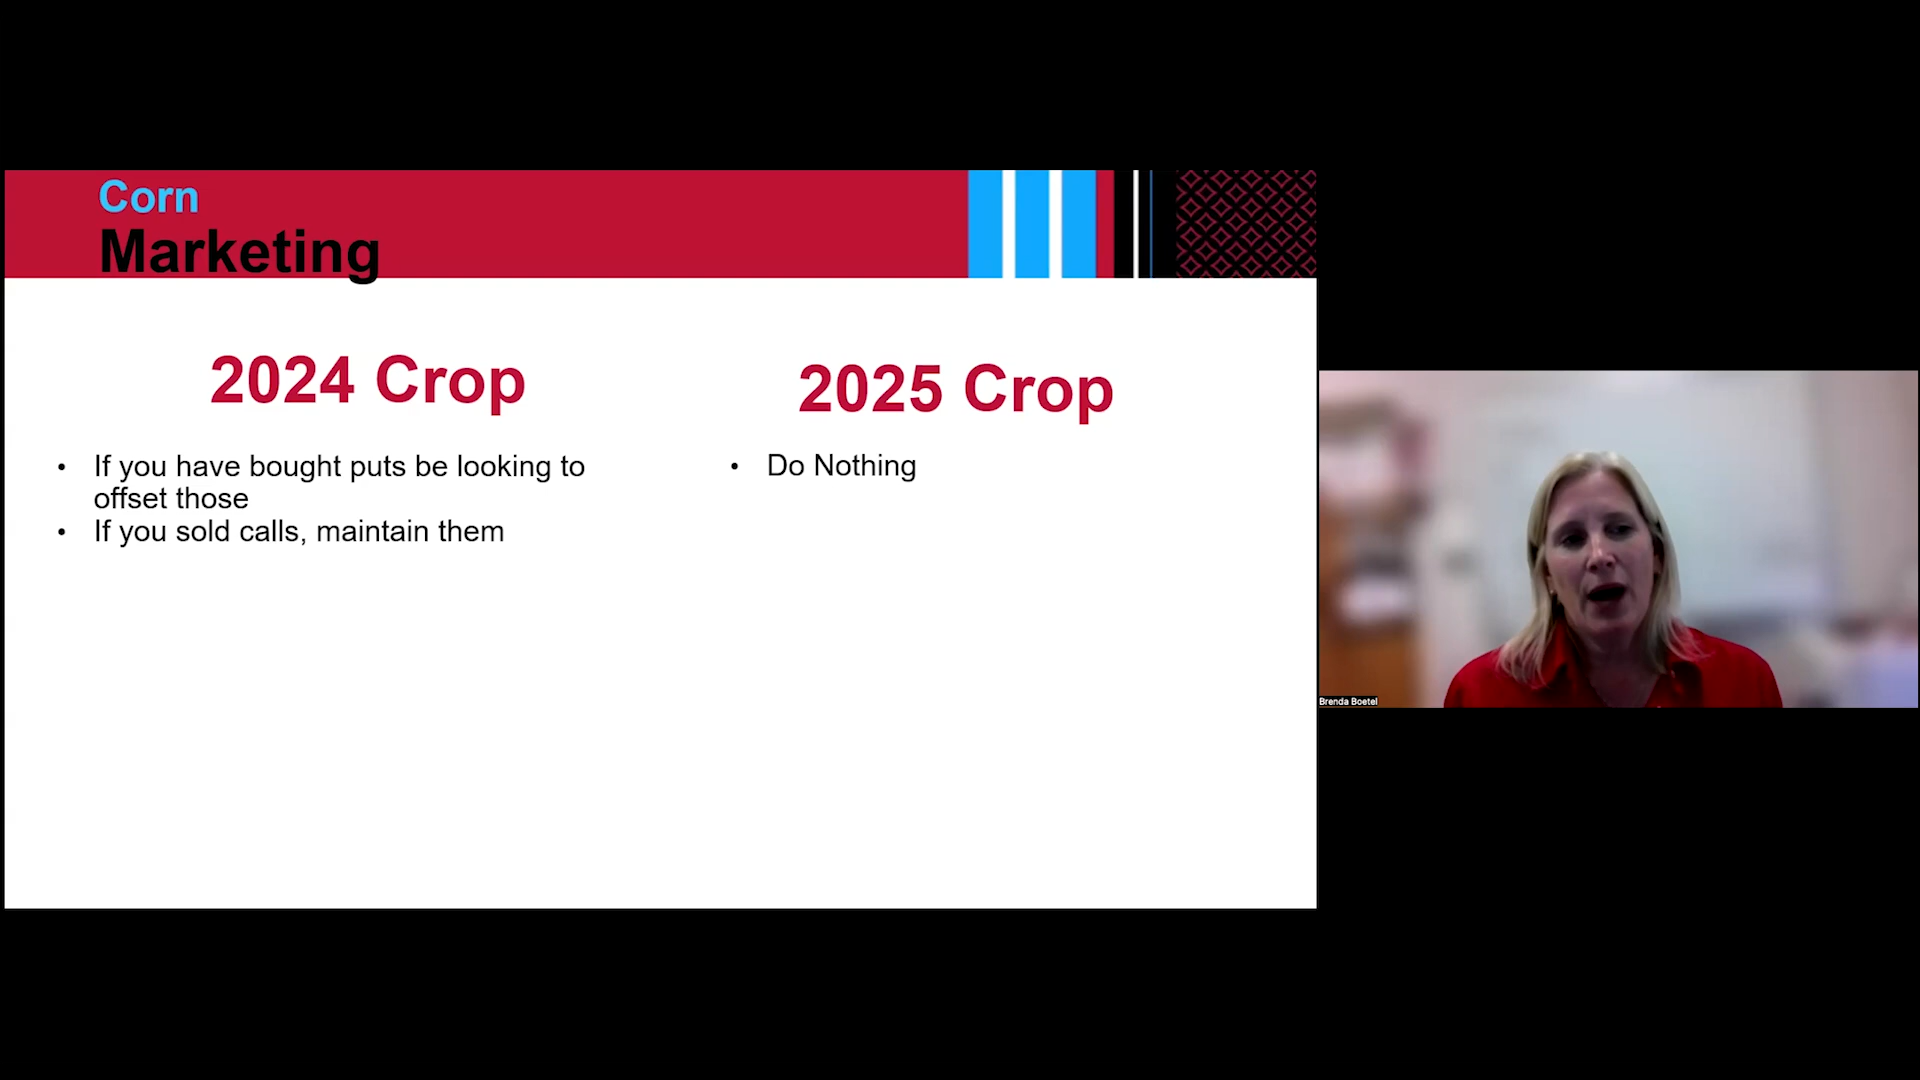 Corn
Marketing
2024 Crop
• If you have bought puts be looking to
offset those
• If you sold calls, maintain them
2025 Crop
• Do Nothing
Brenda Boetel